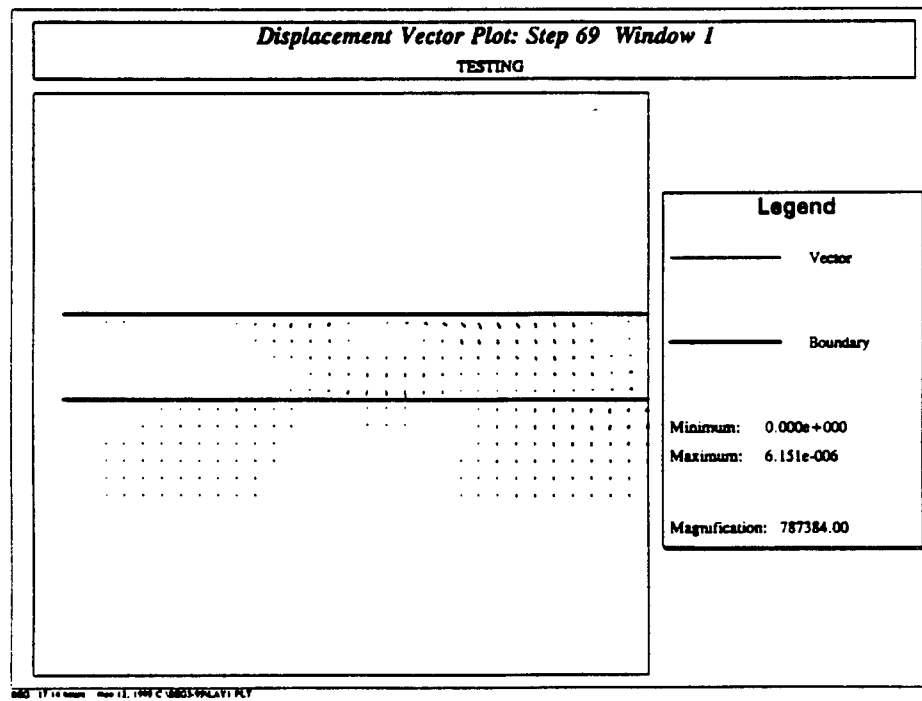 Displacement Vector Plot: Step 69 Window 1
TESTING
Legend
Vector
Boundary
Minimum: 0.000e+000
Maximum: 6.151e-006
Magnification: 787384.00